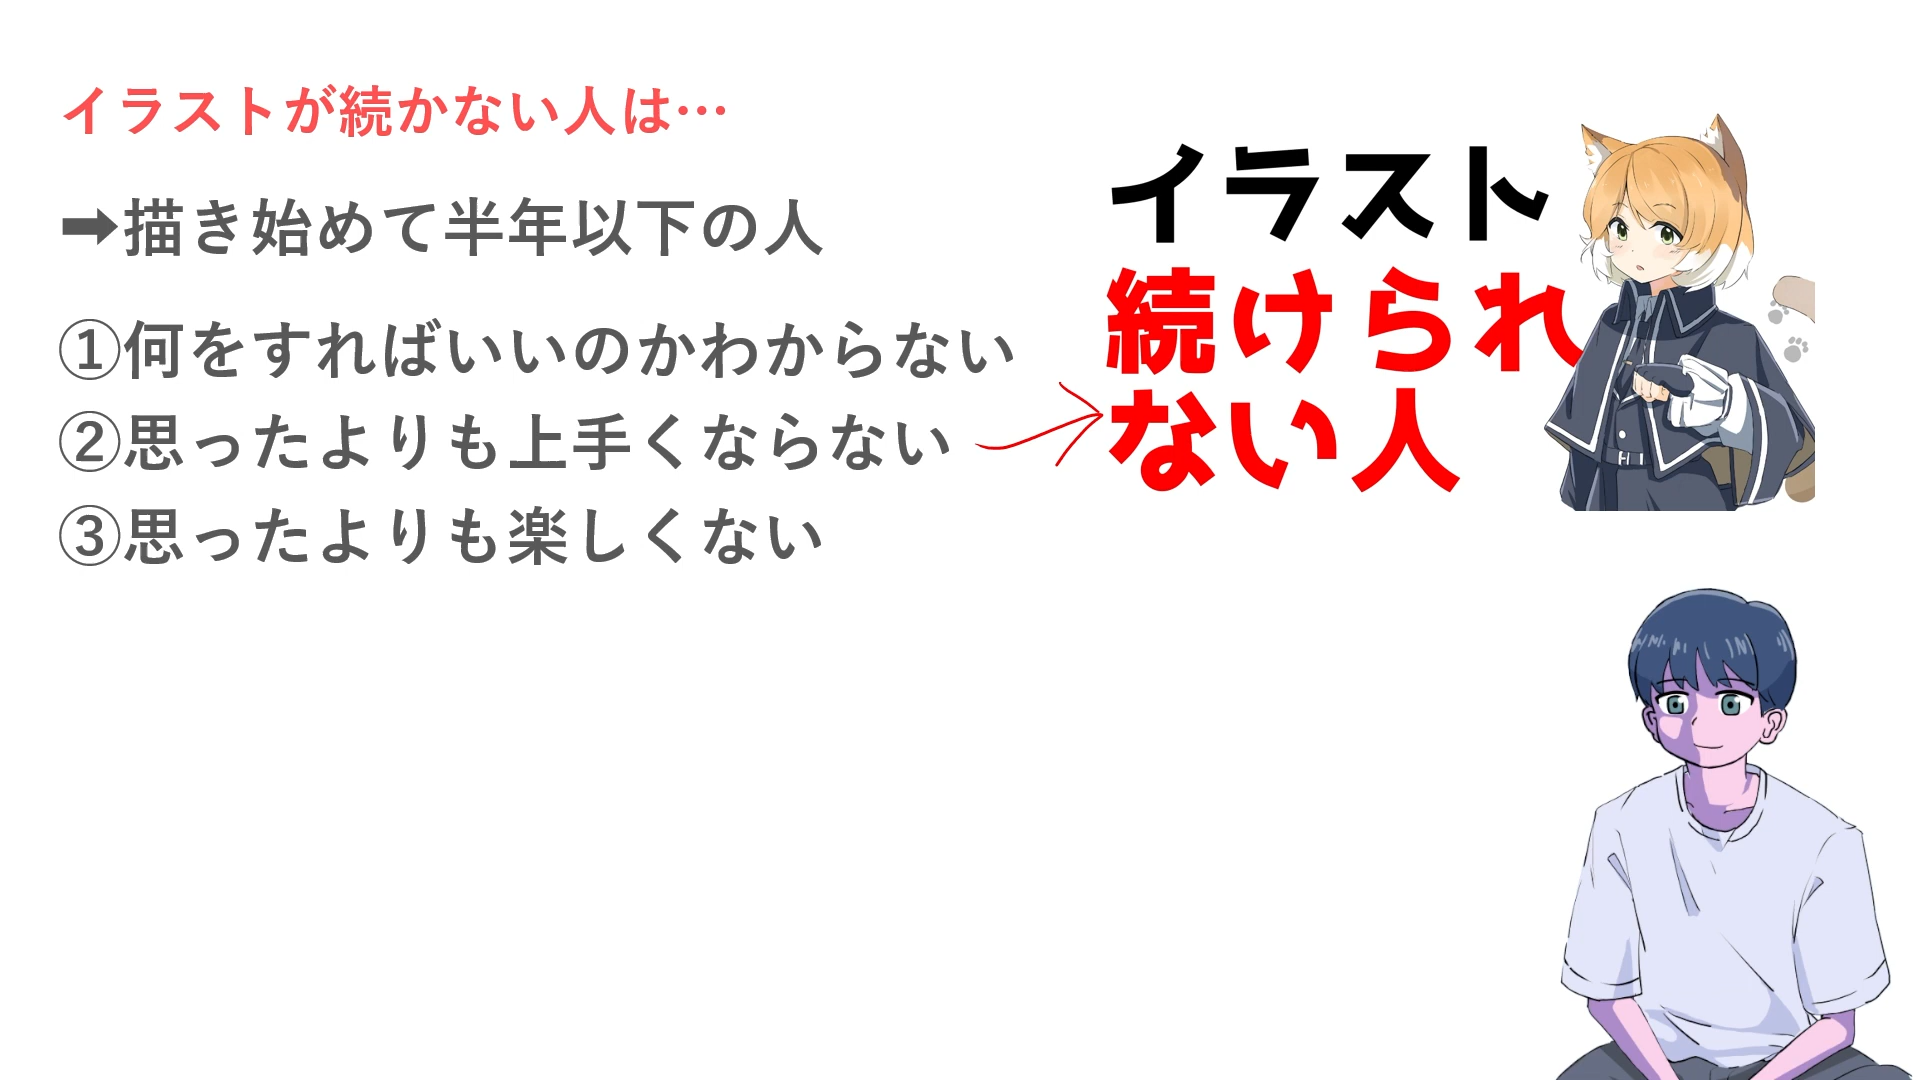 イラストが続かない人は…
➡描き始めて半年以下の人
①何をすればいいのかわからない
②思ったよりも上手くならない
③思ったよりも楽しくない
イラスト
続けられ
ない人